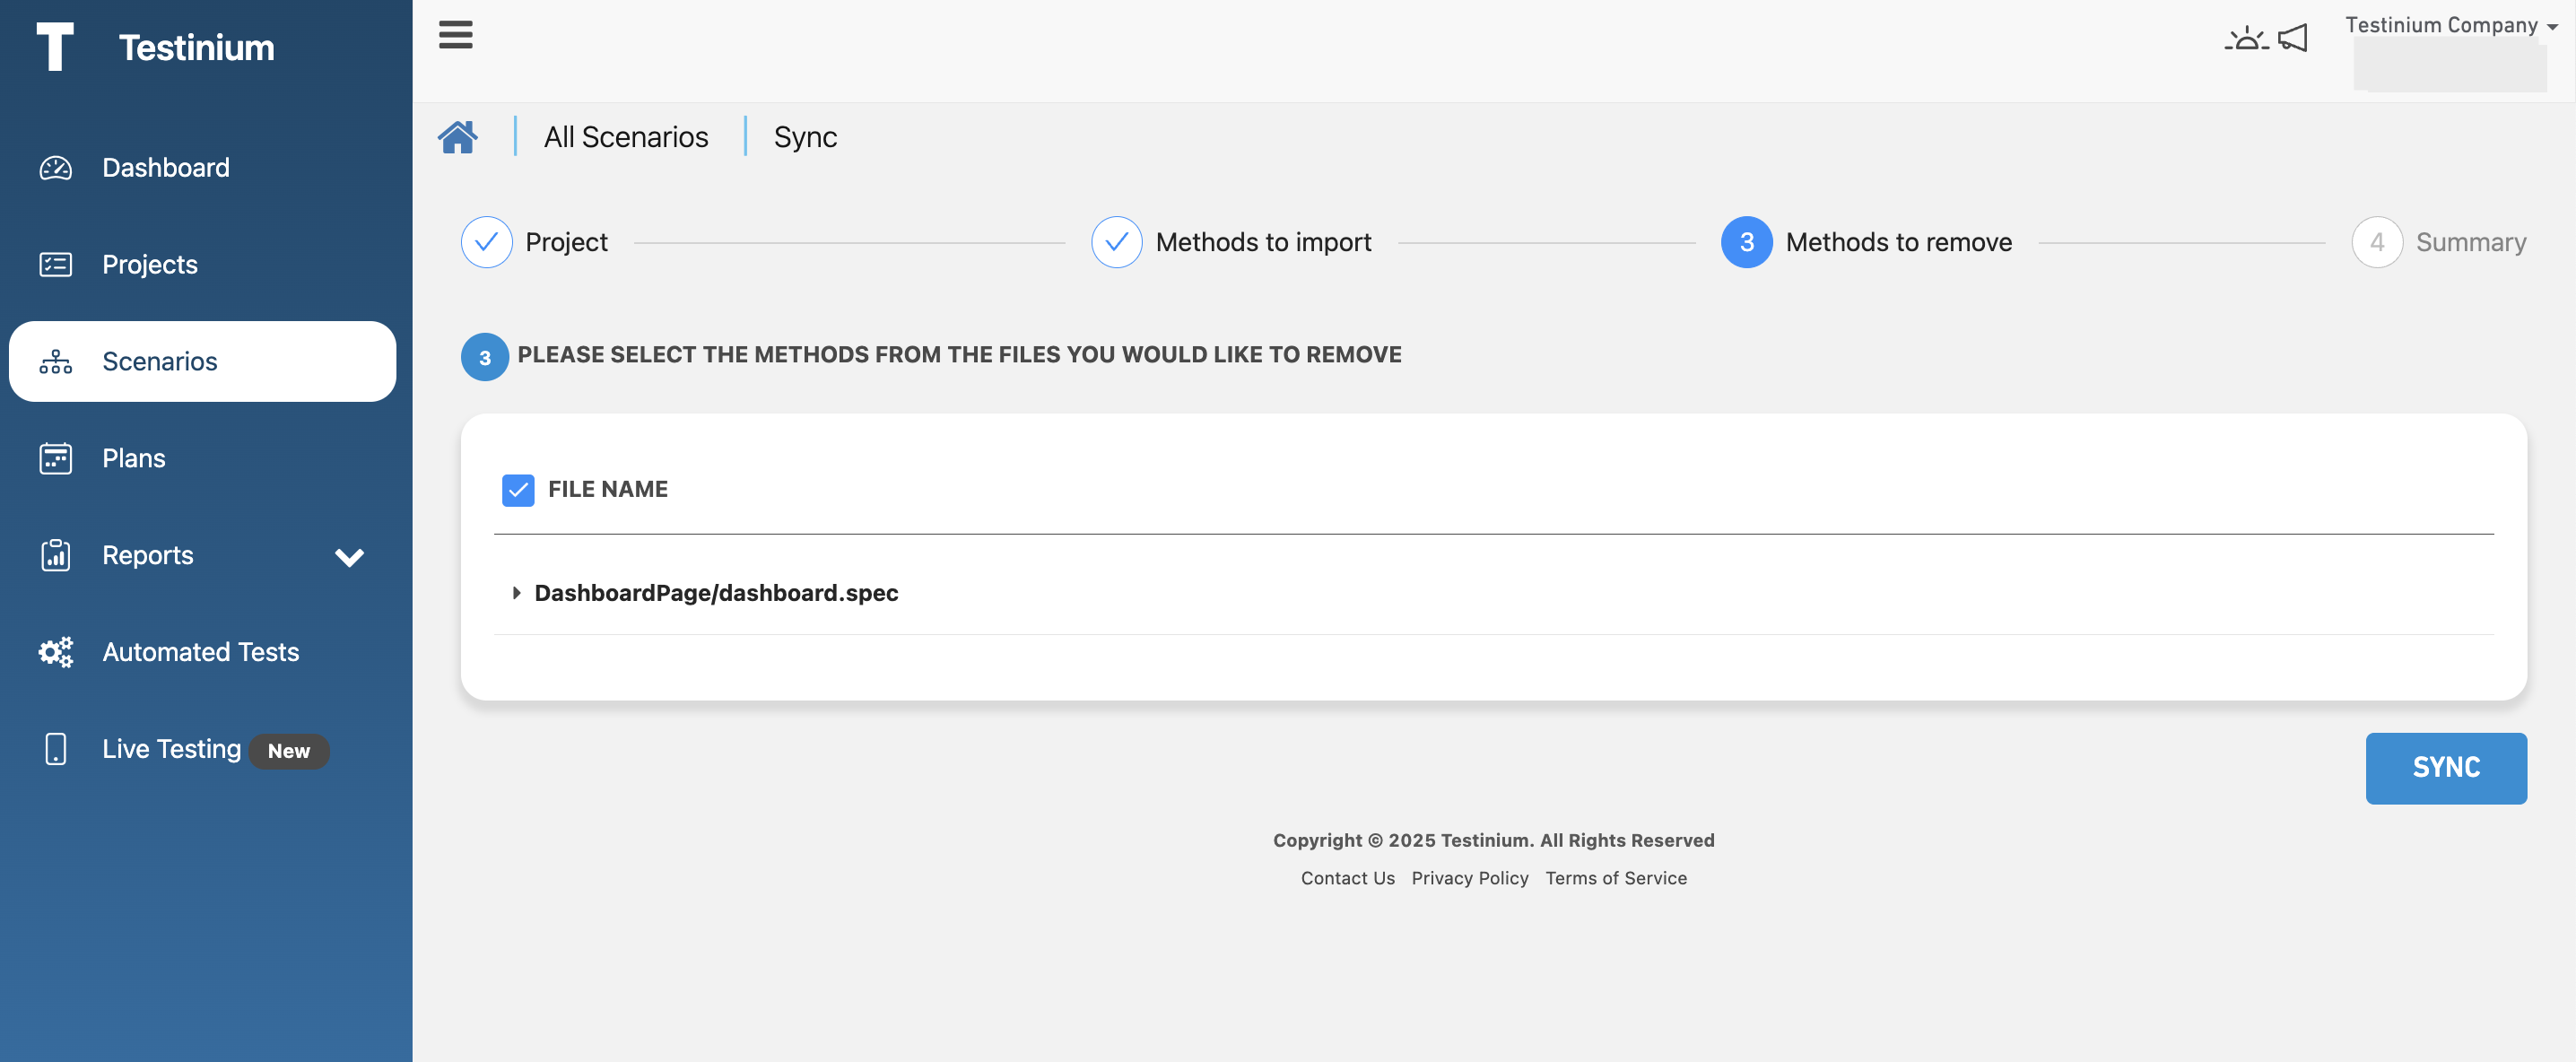 T Testinium
Dashboard
Projects
Scenarios
Plans
Reports
Automated Tests
Live Testing New
Testinium Company
All Scenarios Sync
Project Methods to import 3 Methods to remove 4 Summary
3 PLEASE SELECT THE METHODS FROM THE FILES YOU WOULD LIKE TO REMOVE
FILE NAME
DashboardPage/dashboard.spec
SYNC
Copyright © 2025 Testinium. All Rights Reserved
Contact Us Privacy Policy Terms of Service